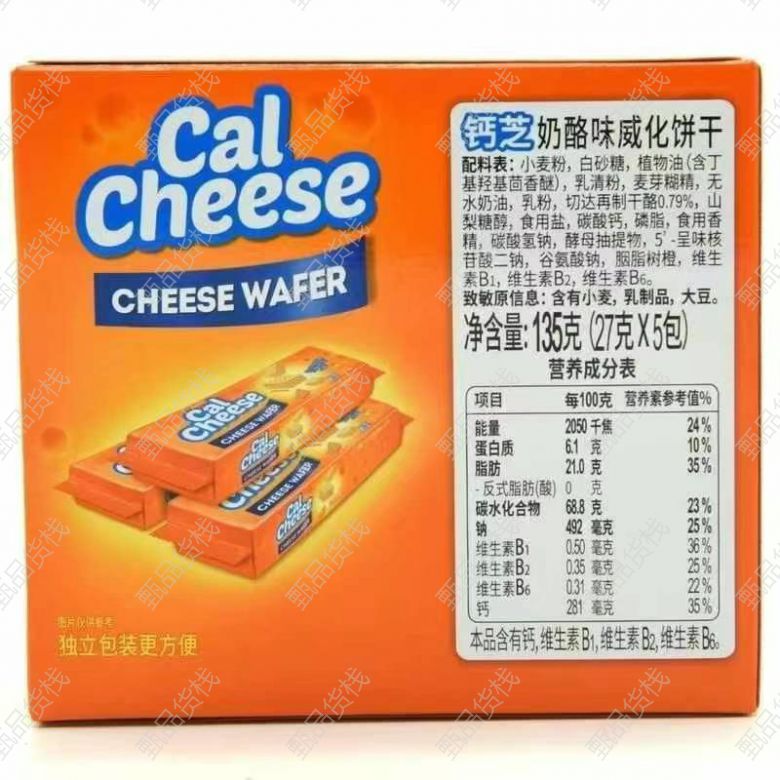 Cal
Cheese
CHEESE WAFER
Cal
Cheese
CHEESE WAFER
Cal
Cheese
CHEESE WAFER
图片仅供参考
独立包装更方便
钙芝奶酪味威化饼干
配料表：小麦粉，白砂糖，植物油（含丁
基羟基茴香醚），乳清粉，麦芽糊精，无
水奶油，乳粉，切达再制干酪0.79%，山
梨糖醇，食用盐，碳酸钙，磷脂，食用香
精，碳酸氢钠，酵母抽提物，5'-呈味核
苷酸二钠，谷氨酸钠，胭脂树橙，维生
素B₁，维生素B₂，维生素B₆。
致敏原信息：含有小麦，乳制品，大豆。
净含量：135克（27克X5包）
营养成分表
项目 每100克 营养素参考值%
能量 2050 千焦 24%
蛋白质 6.1 克 10%
脂肪 21.0 克 35%
- 反式脂肪(酸) 0 克
碳水化合物 68.8 克 23%
钠 492 毫克 25%
维生素B₁ 0.50 毫克 36%
维生素B₂ 0.35 毫克 25%
维生素B₆ 0.31 毫克 22%
钙 281 毫克 35%
本品含有钙，维生素B₁，维生素B₂，维生素B₆。
甄品货栈